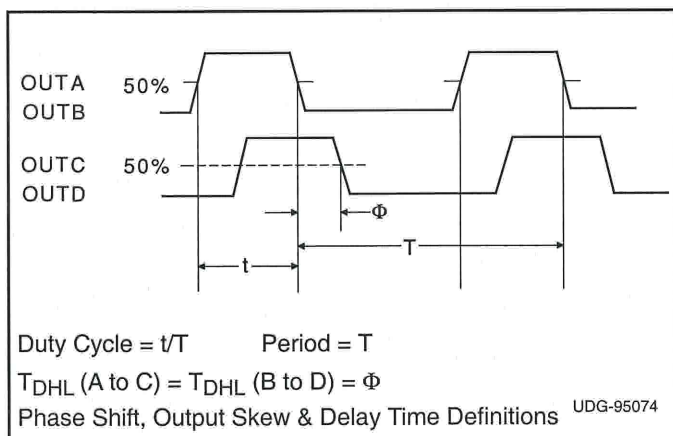 OUTA 50%
OUTB
OUTC 50%
OUTD
Φ
T
t
Duty Cycle = t/T Period = T
TDHL (A to C) = TDHL (B to D) = Φ
Phase Shift, Output Skew & Delay Time Definitions UDG-95074